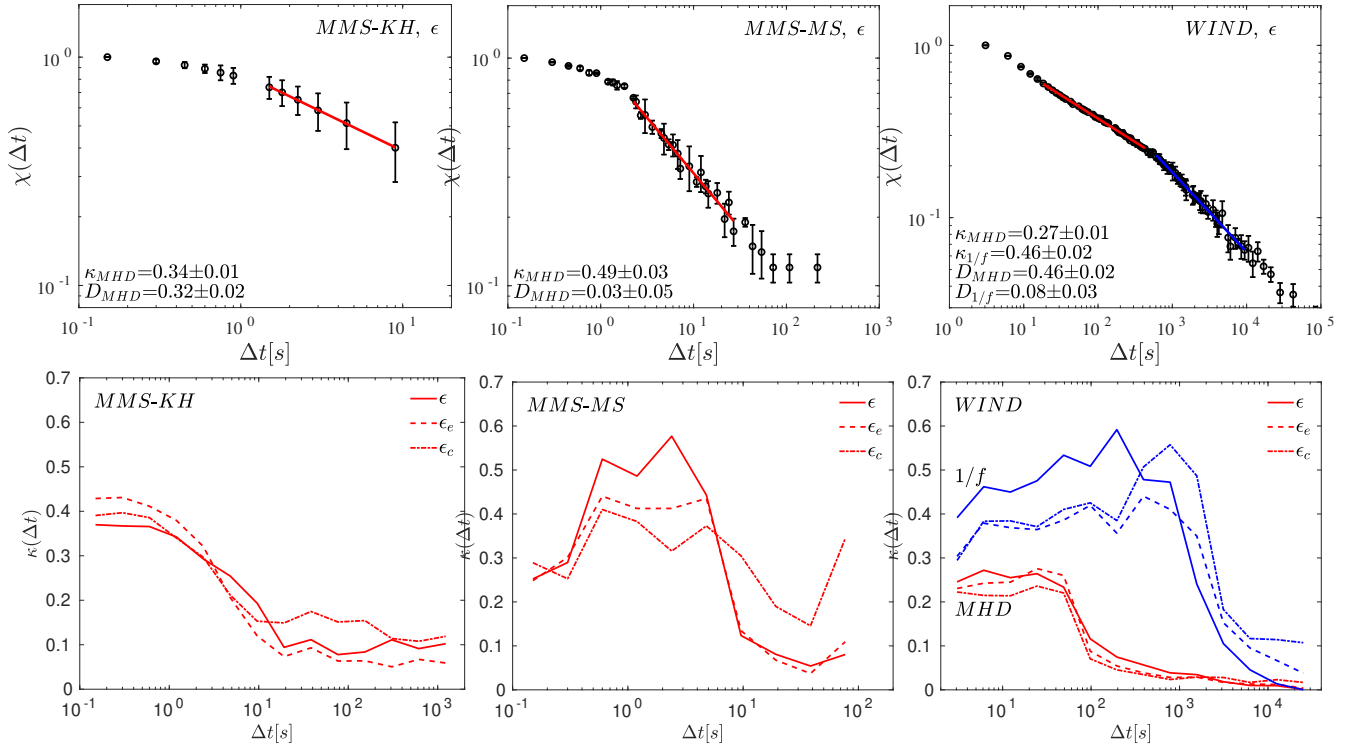 MMS-KH, ϵ
χ(Δt)
10⁰
10⁻¹
10⁻¹
10⁰
10¹
κ_MHD=0.34±0.01
D_MHD=0.32±0.02
Δt[s]
MMS-MS, ϵ
χ(Δt)
10⁰
10⁻¹
10⁻¹
10⁰
10¹
10²
10³
κ_MHD=0.49±0.03
D_MHD=0.03±0.05
Δt[s]
WIND, ϵ
χ(Δt)
10⁰
10⁻¹
10⁰
10¹
10²
10³
10⁴
10⁵
κ_MHD=0.27±0.01
κ_1/f=0.46±0.02
D_MHD=0.46±0.02
D_1/f=0.08±0.03
Δt[s]
MMS-KH
ϵ
ϵ_e
ϵ_c
κ(Δt)
0.7
0.6
0.5
0.4
0.3
0.2
0.1
0
10⁻¹
10⁰
10¹
10²
10³
Δt[s]
MMS-MS
ϵ
ϵ_e
ϵ_c
κ(Δt)
0.7
0.6
0.5
0.4
0.3
0.2
0.1
0
10⁻¹
10⁰
10¹
10²
Δt[s]
WIND
ϵ
ϵ_e
ϵ_c
1/f
MHD
κ(Δt)
0.7
0.6
0.5
0.4
0.3
0.2
0.1
0
10¹
10²
10³
10⁴
Δt[s]